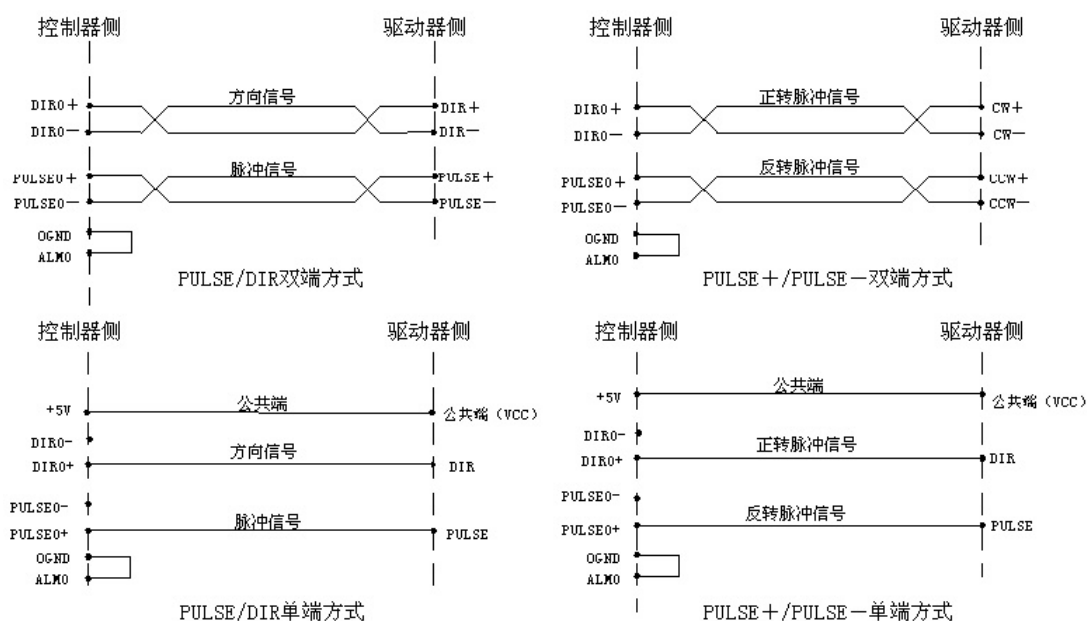 控制器侧
驱动器侧
DIR0+
方向信号
DIR+
DIR0—
DIR—
PULSE0+
脉冲信号
PULSE+
PULSE0—
PULSE—
OGND
ALM0
PULSE/DIR双端方式
控制器侧
驱动器侧
DIR0+
正转脉冲信号
CW+
DIR0—
CW—
PULSE0+
反转脉冲信号
CCW+
PULSE0—
CCW—
OGND
ALM0
PULSE+/PULSE—双端方式
控制器侧
驱动器侧
+5V
公共端
公共端（VCC）
DIR0-
DIR0+
方向信号
DIR
PULSE0-
PULSE0+
脉冲信号
PULSE
OGND
ALM0
PULSE/DIR单端方式
控制器侧
驱动器侧
+5V
公共端
公共端（VCC）
DIR0-
DIR0+
正转脉冲信号
DIR
PULSE0-
PULSE0+
反转脉冲信号
PULSE
OGND
ALM0
PULSE+/PULSE—单端方式